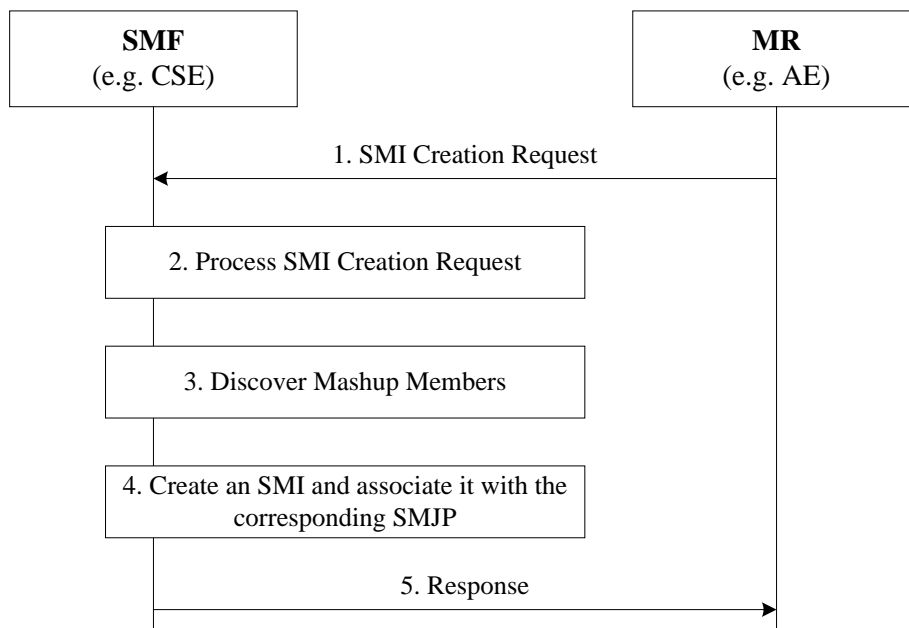 SMF
(e.g. CSE)
MR
(e.g. AE)
1. SMI Creation Request
2. Process SMI Creation Request
3. Discover Mashup Members
4. Create an SMI and associate it with the
corresponding SMJP
5. Response